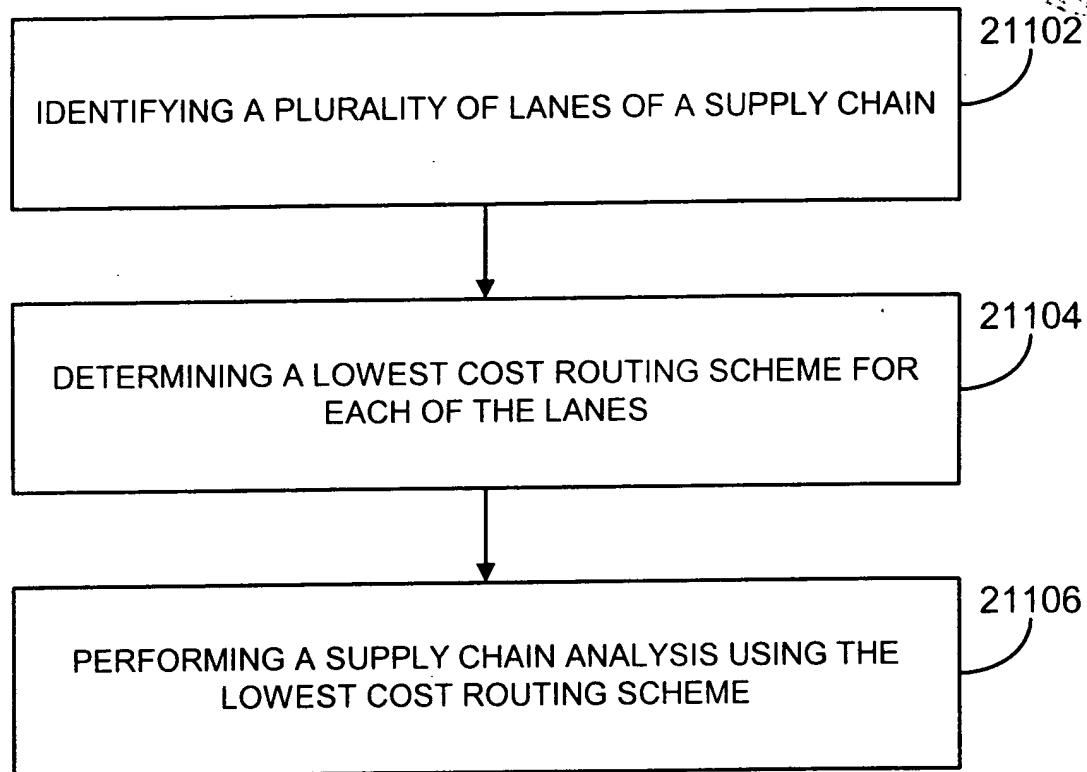 21102
IDENTIFYING A PLURALITY OF LANES OF A SUPPLY CHAIN
21104
DETERMINING A LOWEST COST ROUTING SCHEME FOR
EACH OF THE LANES
21106
PERFORMING A SUPPLY CHAIN ANALYSIS USING THE
LOWEST COST ROUTING SCHEME